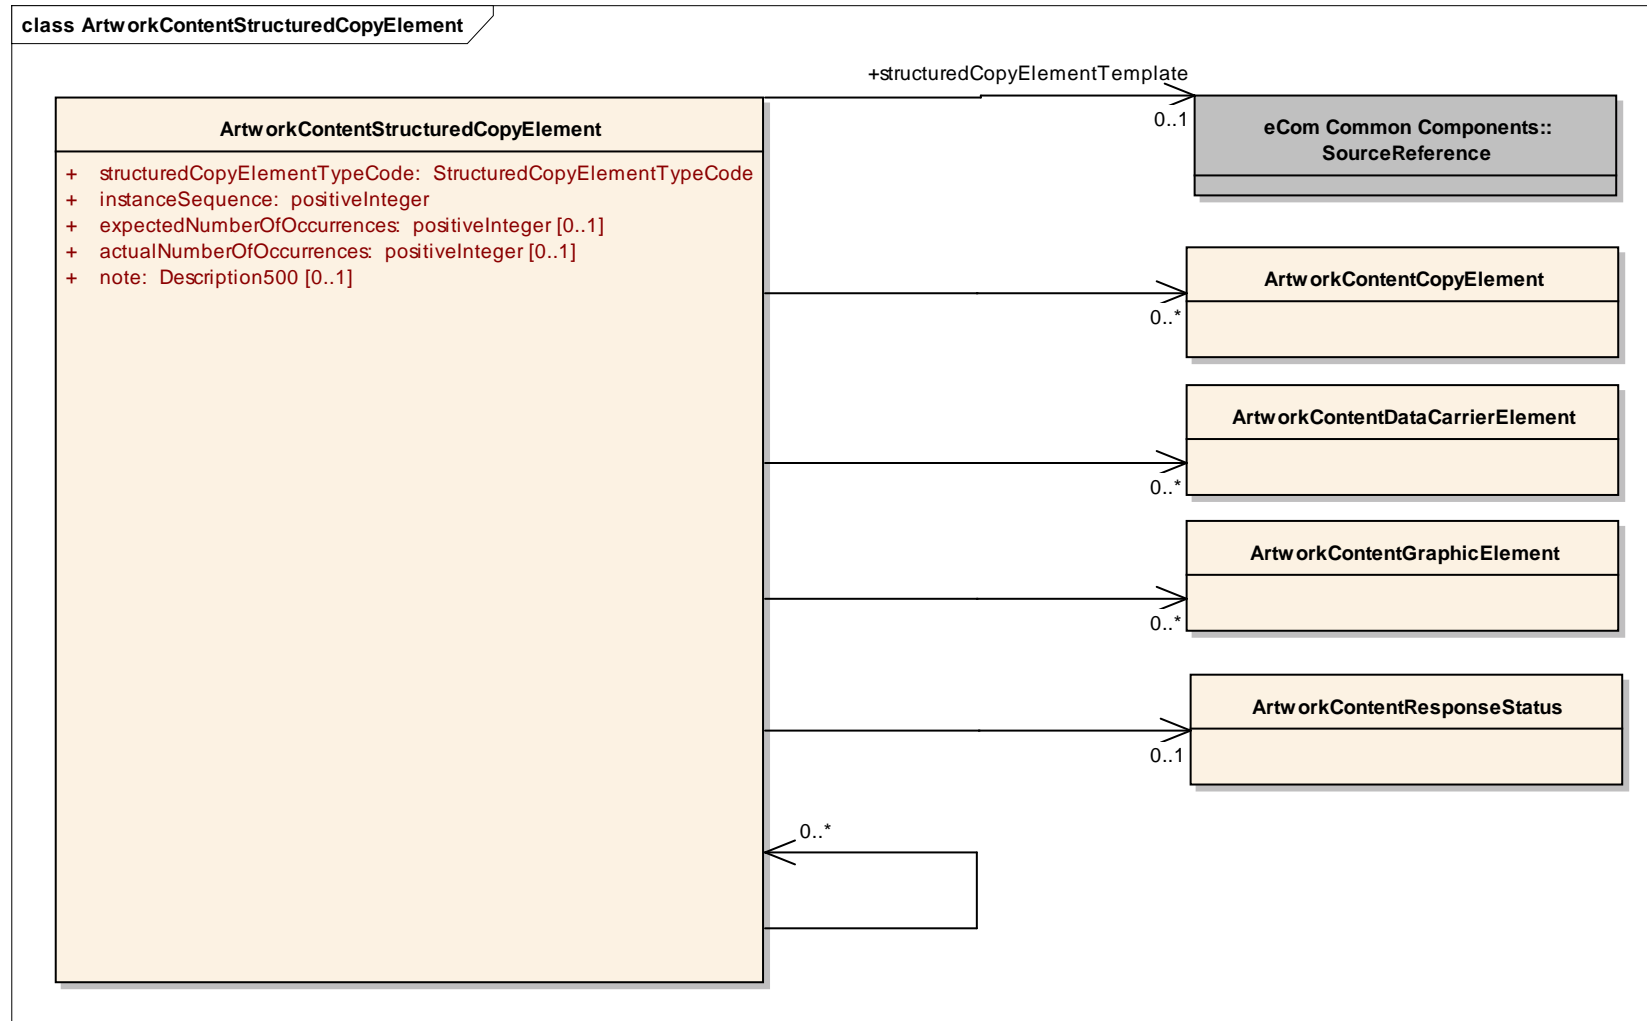 class ArtworkContentStructuredCopyElement
+structuredCopyElementTemplate
0..1
eCom Common Components::
SourceReference
ArtworkContentStructuredCopyElement
+ structuredCopyElementTypeCode: StructuredCopyElementTypeCode
+ instanceSequence: positiveInteger
+ expectedNumberOfOccurrences: positiveInteger [0..1]
+ actualNumberOfOccurrences: positiveInteger [0..1]
+ note: Description500 [0..1]
ArtworkContentCopyElement
0..*
ArtworkContentDataCarrierElement
0..*
ArtworkContentGraphicElement
0..*
ArtworkContentResponseStatus
0..1
0..*